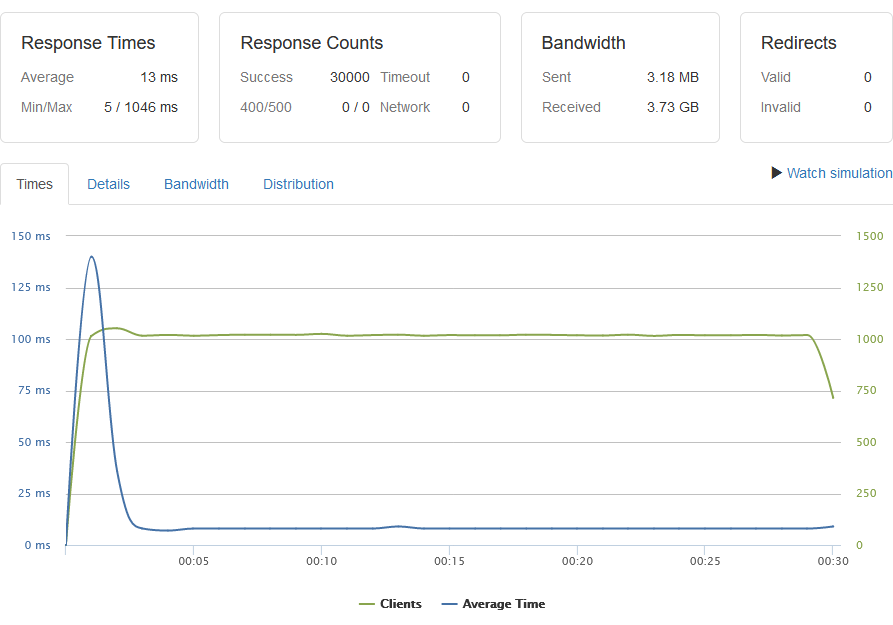 Response Times
Average 13 ms
Min/Max 5 / 1046 ms
Response Counts
Success 30000 Timeout 0
400/500 0 / 0 Network 0
Bandwidth
Sent 3.18 MB
Received 3.73 GB
Redirects
Valid 0
Invalid 0
Times Details Bandwidth Distribution
Watch simulation
150 ms 1500
125 ms 1250
100 ms 1000
75 ms 750
50 ms 500
25 ms 250
0 ms 0
00:05 00:10 00:15 00:20 00:25 00:30
Clients Average Time